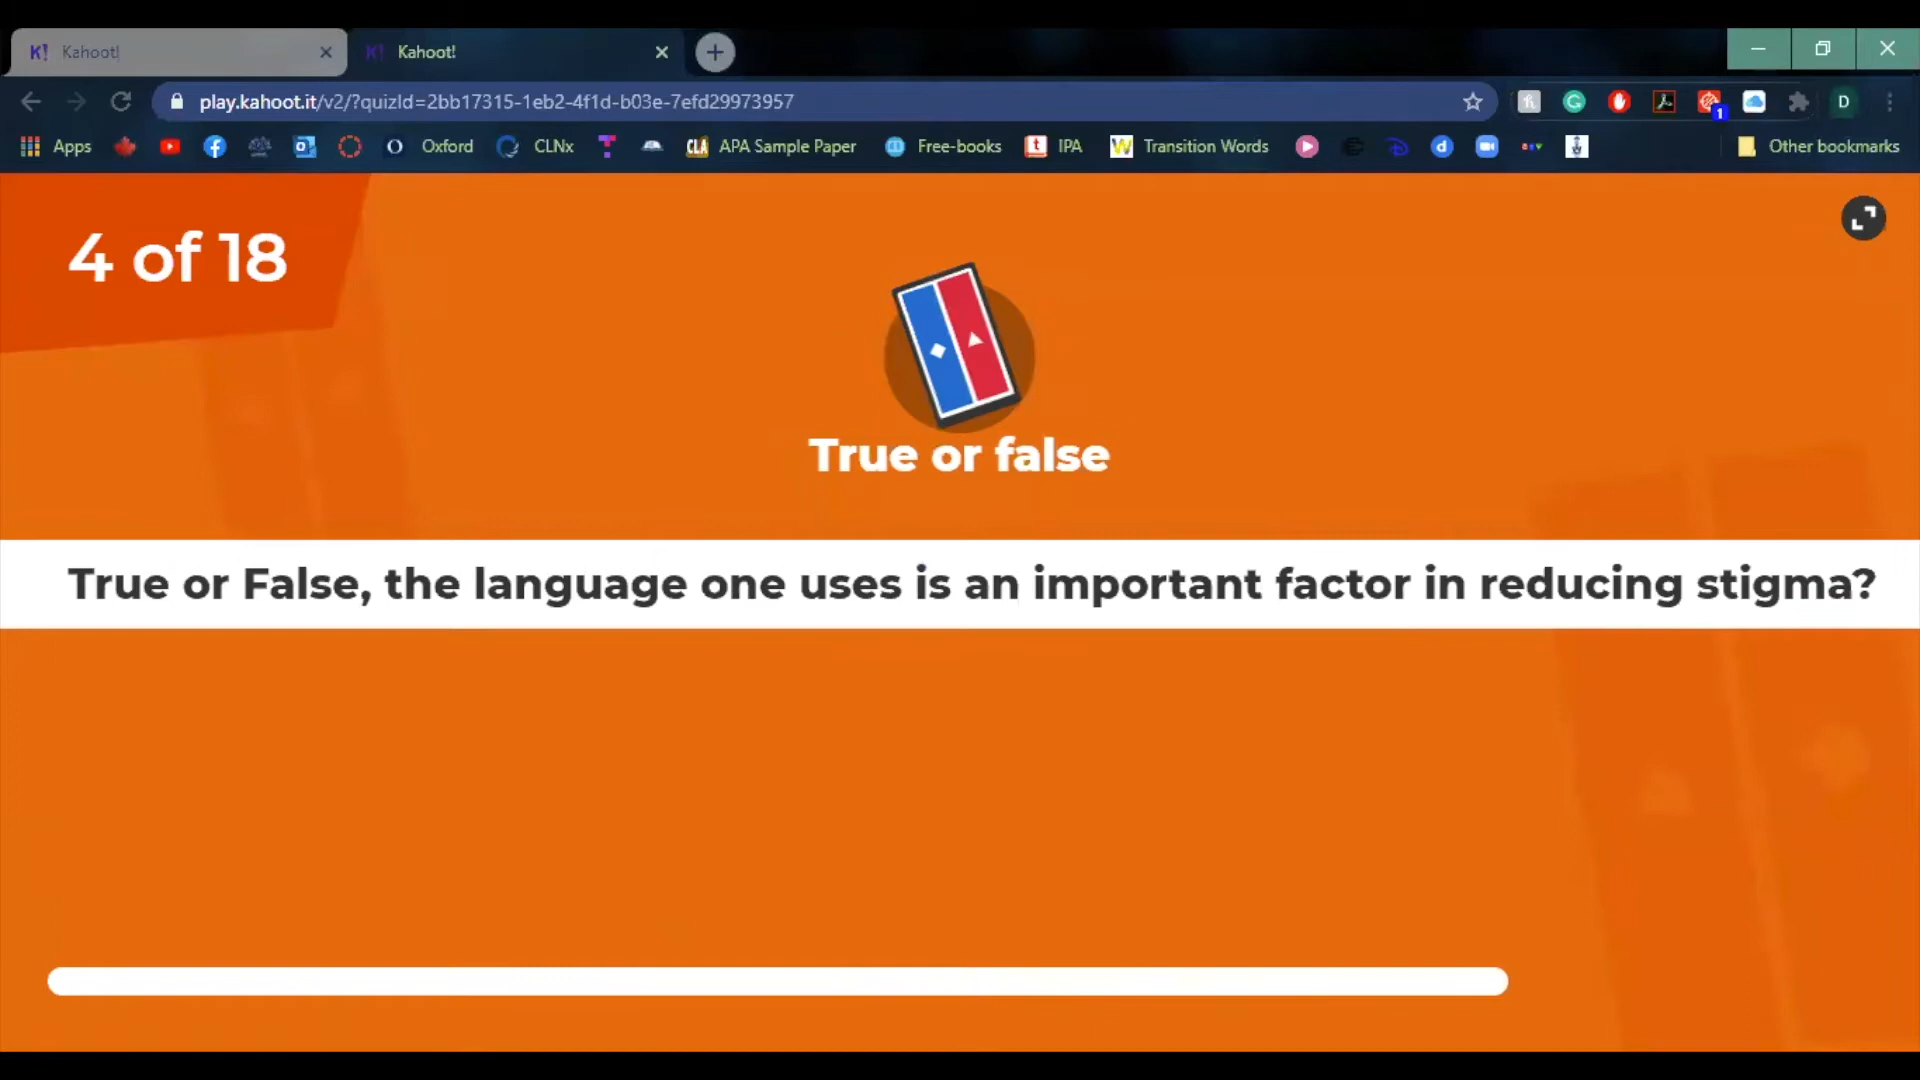 K! Kahoot!
K! Kahoot!
play.kahoot.it/v2/?quizId=2bb17315-1eb2-4f1d-b03e-7efd29973957
1
D
Apps
Oxford
CLNx
CLA APA Sample Paper
Free-books
t IPA
W Transition Words
Other bookmarks
4 of 18
True or false
True or False, the language one uses is an important factor in reducing stigma?